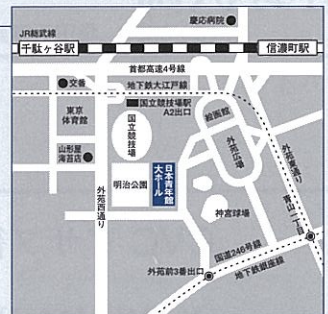 慶応病院
JR総武線
千駄ヶ谷駅
信濃町駅
首都高速4号線
交番
地下鉄大江戸線
国立競技場駅
A2出口
東京
体育館
国立競技場
絵画館
外苑広場
外苑東通り
山形屋
海苔店
明治公園
日本青年館
大ホール
外苑西通り
神宮球場
青山一丁目
国道246号線
外苑前3番出口
地下鉄銀座線